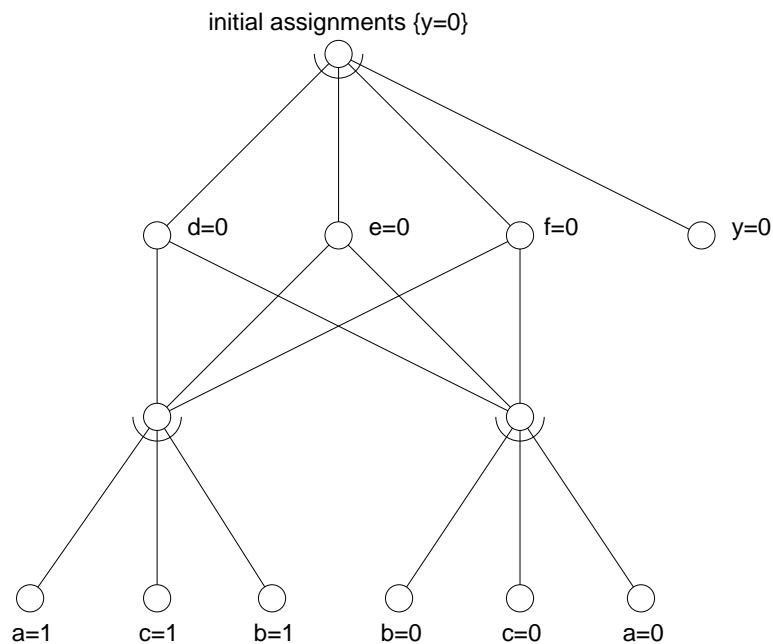 initial assignments {y=0}
d=0
e=0
f=0
y=0
a=1
c=1
b=1
b=0
c=0
a=0